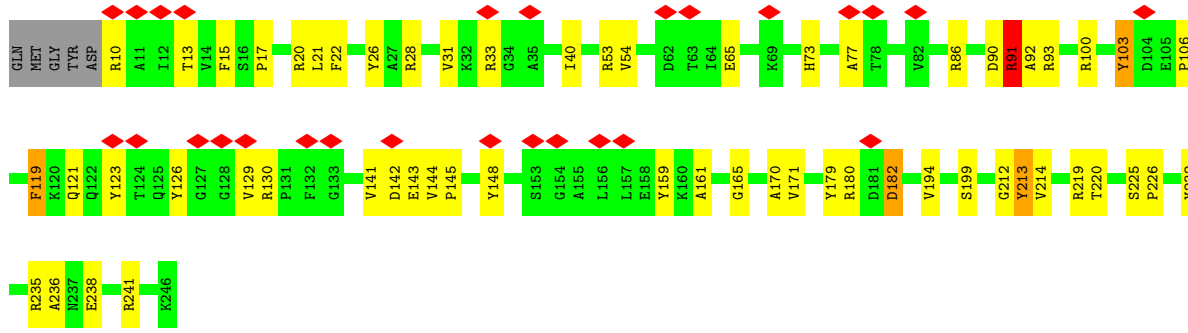 GLN MET GLY TYR ASP R10 A11 I12 T13 V14 F15 S16 P17 R20 L21 F22 Y26 A27 R28 V31 K32 R33 G34 A35 I40 R53 V54 D62 T63 I64 E65 K69 H73 A77 T78 V82 R86 D90 R91 A92 R93 R100 Y103 D104 E105 P106
F119 K120 Q121 Q122 Y123 T124 Q125 Y126 G127 G128 V129 R130 P131 F132 G133 V141 D142 E143 V144 P145 Y148 S153 G154 A155 L156 L157 E158 Y159 K160 A161 G165 A170 V171 Y179 R180 D181 D182 V194 S199 G212 Y213 V214 R219 T220 S225 P226
R235 A236 N237 E238 R241 K246